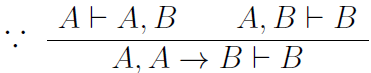 ∵ A ⊢ A, B A, B ⊢ B
A, A → B ⊢ B